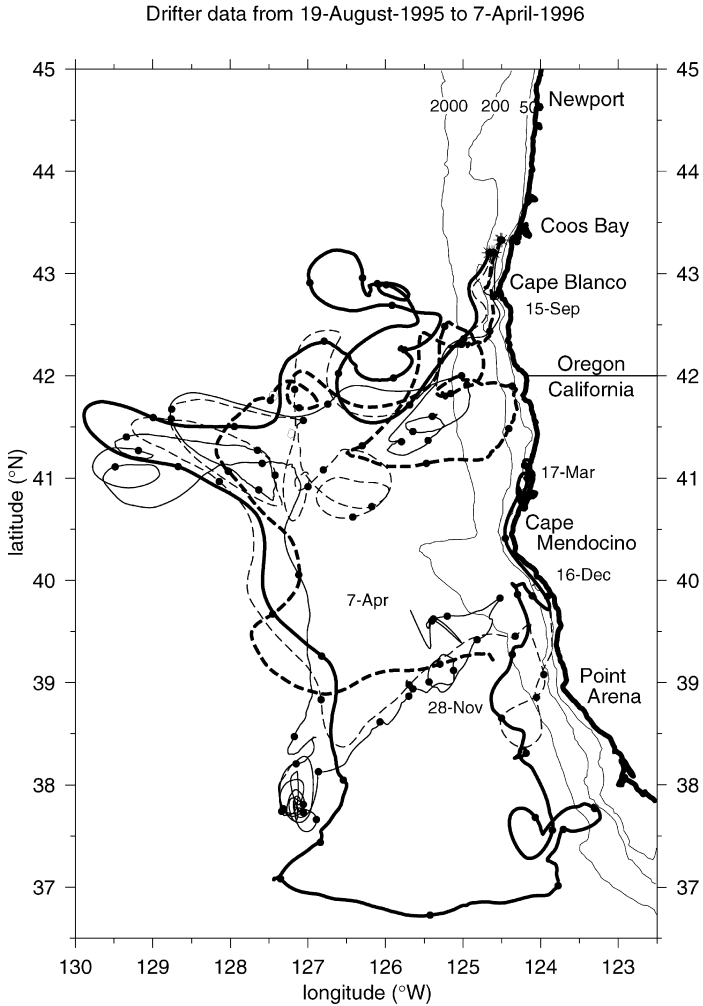 Drifter data from 19-August-1995 to 7-April-1996
45
45
2000 200 50
Newport
44
44
Coos Bay
43
43
Cape Blanco
15-Sep
Oregon
42
42
California
latitude (°N)
41
41
17-Mar
Cape
Mendocino
40
40
16-Dec
7-Apr
Point
Arena
39
39
28-Nov
38
38
37
37
130 129 128 127 126 125 124 123
longitude (°W)